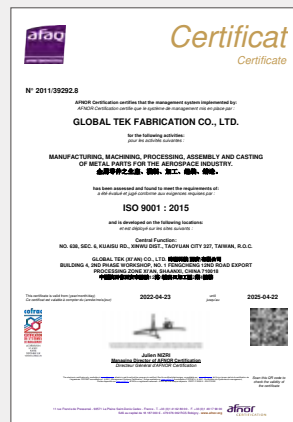 afaq
Certificat
Certificate
N° 2011/39292.8
AFNOR Certification certifies that the management system implemented by:
AFNOR Certification certifie que le système de management mis en place par :
GLOBAL TEK FABRICATION CO., LTD.
for the following activities:
pour les activités suivantes :
MANUFACTURING, MACHINING, PROCESSING, ASSEMBLY AND CASTING
OF METAL PARTS FOR THE AEROSPACE INDUSTRY.
has been assessed and found to meet the requirements of:
a été évalué et jugé conforme aux exigences requises par :
ISO 9001 : 2015
and is developed on the following locations:
et est déployé sur les sites suivants :
Central Function:
NO. 638, SEC. 6, KUAISU RD., XINWU DIST., TAOYUAN CITY 327, TAIWAN, R.O.C.
GLOBAL TEK (XI'AN) CO., LTD.
BUILDING 4, 2ND PHASE WORKSHOP, NO. 1 FENGCHENG 12ND ROAD EXPORT
PROCESSING ZONE XI'AN, SHAANXI, CHINA 710018
This certificate is valid from (year/month/day)
2022-04-23
until
2025-04-22
Ce certificat est valable à compter du (année/mois/jour)
jusqu'au
cofrac
Julien NIZRI
Managing Director of AFNOR Certification
Directeur Général d'AFNOR Certification
Scan this QR code to
check the validity of
the certificate
afnor
CERTIFICATION